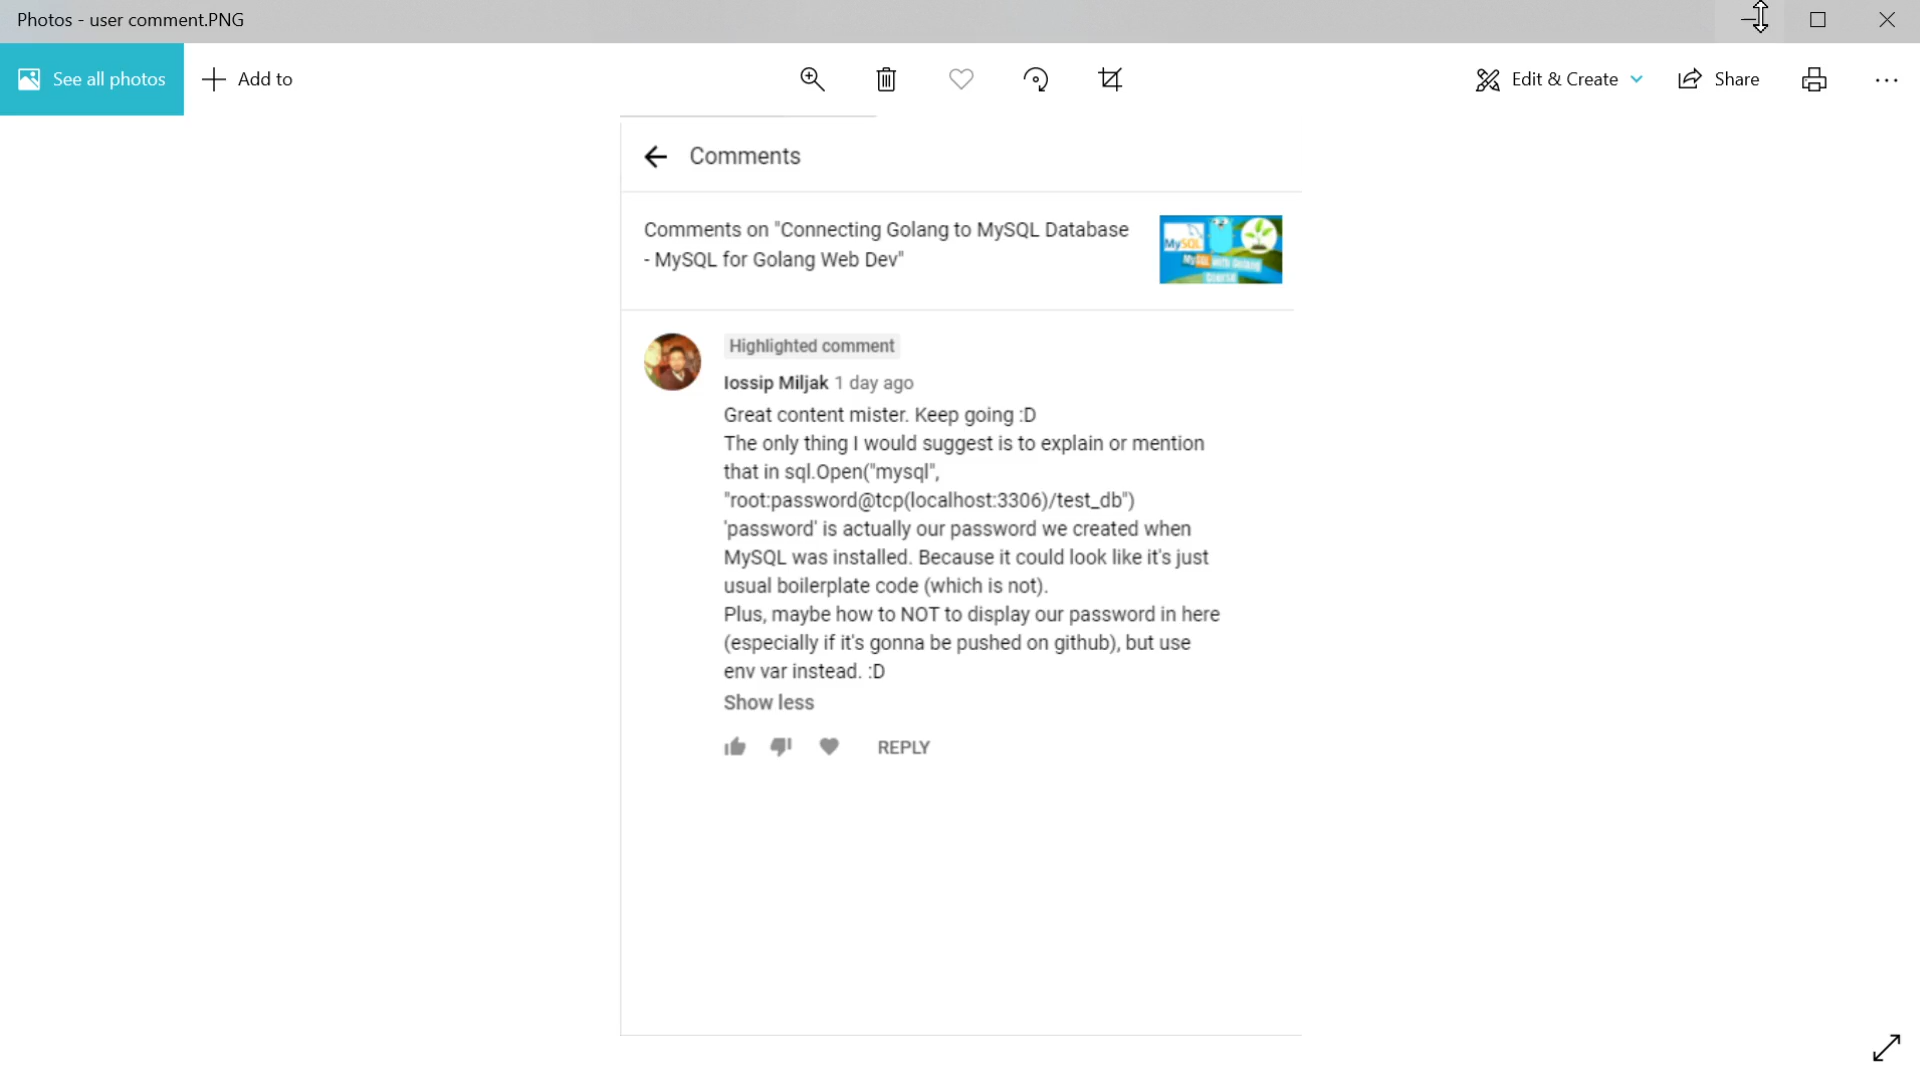 Photos - user comment.PNG
See all photos
Add to
Edit & Create
Share
Comments
Comments on "Connecting Golang to MySQL Database
- MySQL for Golang Web Dev"
MySQL
MySQL with Golang
Course
Highlighted comment
Iossip Miljak 1 day ago
Great content mister. Keep going :D
The only thing I would suggest is to explain or mention
that in sql.Open("mysql",
"root:password@tcp(localhost:3306)/test_db")
'password' is actually our password we created when
MySQL was installed. Because it could look like it's just
usual boilerplate code (which is not).
Plus, maybe how to NOT to display our password in here
(especially if it's gonna be pushed on github), but use
env var instead. :D
Show less
REPLY